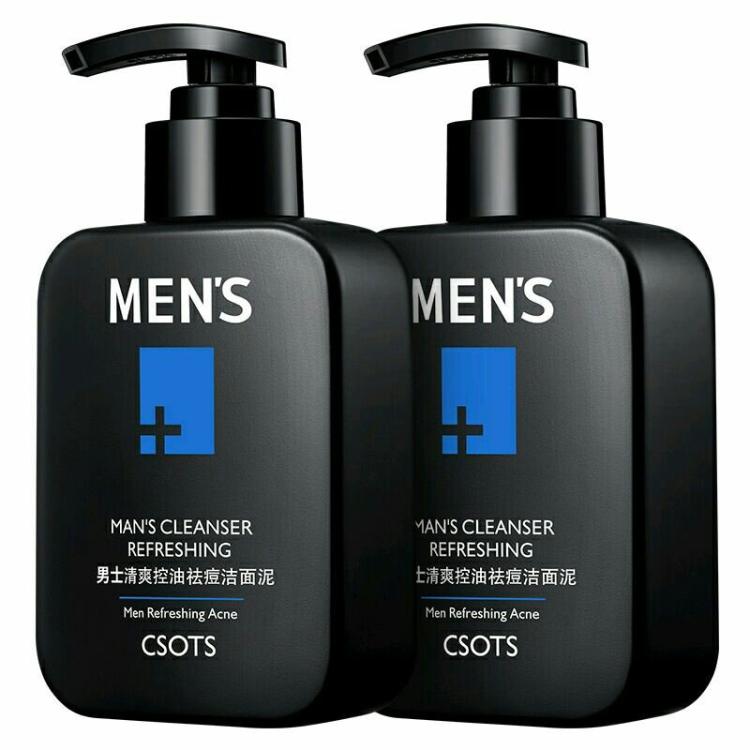 MEN'S
MAN'S CLEANSER
REFRESHING
男士清爽控油祛痘洁面泥
Men Refreshing Acne
CSOTS
MEN'S
MAN'S CLEANSER
REFRESHING
士清爽控油祛痘洁面泥
Men Refreshing Acne
CSOTS